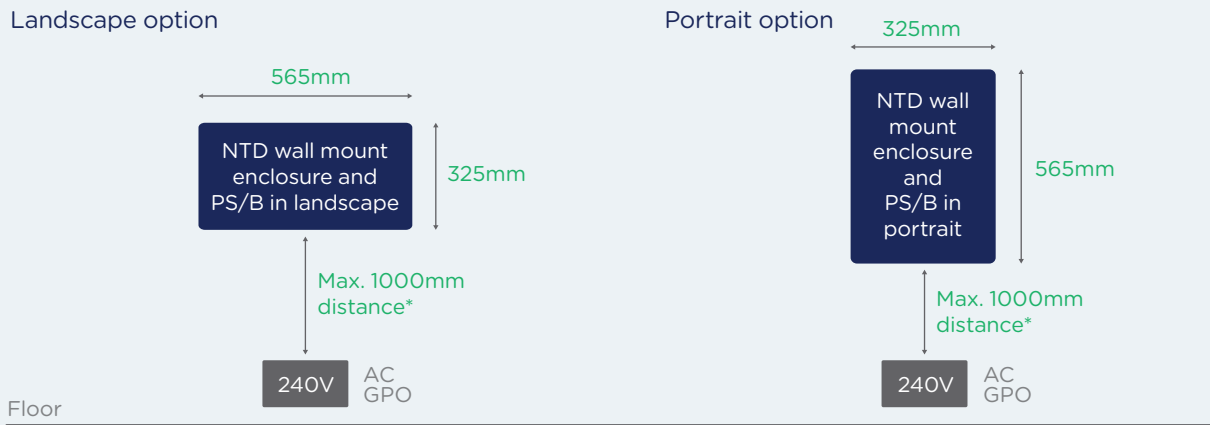 Landscape option
565mm
NTD wall mount
enclosure and
PS/B in landscape
325mm
Max. 1000mm
distance*
240V
AC
GPO
Floor
Portrait option
325mm
NTD wall
mount
enclosure
and
PS/B in
portrait
565mm
Max. 1000mm
distance*
240V
AC
GPO